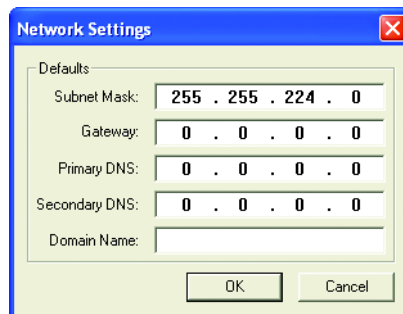 Network Settings
Defaults
Subnet Mask: 255 . 255 . 224 . 0
Gateway: 0 . 0 . 0 . 0
Primary DNS: 0 . 0 . 0 . 0
Secondary DNS: 0 . 0 . 0 . 0
Domain Name:
OK Cancel